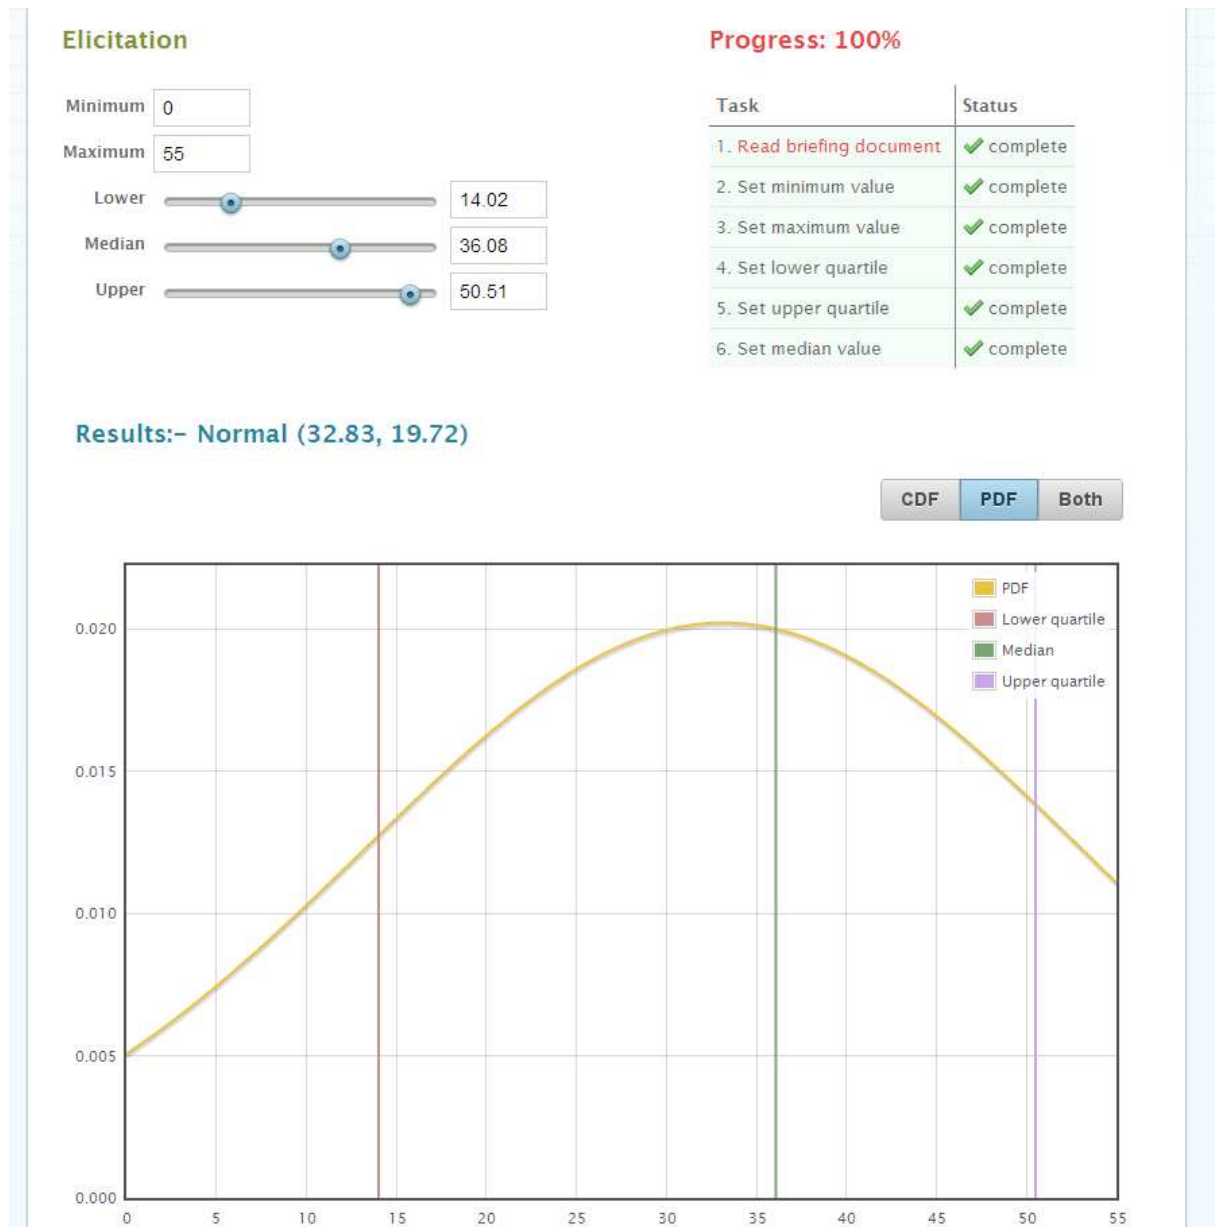 Elicitation
Minimum 0
Maximum 55
Lower 14.02
Median 36.08
Upper 50.51
Progress: 100%
Task Status
1. Read briefing document complete
2. Set minimum value complete
3. Set maximum value complete
4. Set lower quartile complete
5. Set upper quartile complete
6. Set median value complete
Results:- Normal (32.83, 19.72)
CDF PDF Both
PDF
Lower quartile
Median
Upper quartile
0.020
0.015
0.010
0.005
0.000
0 5 10 15 20 25 30 35 40 45 50 55